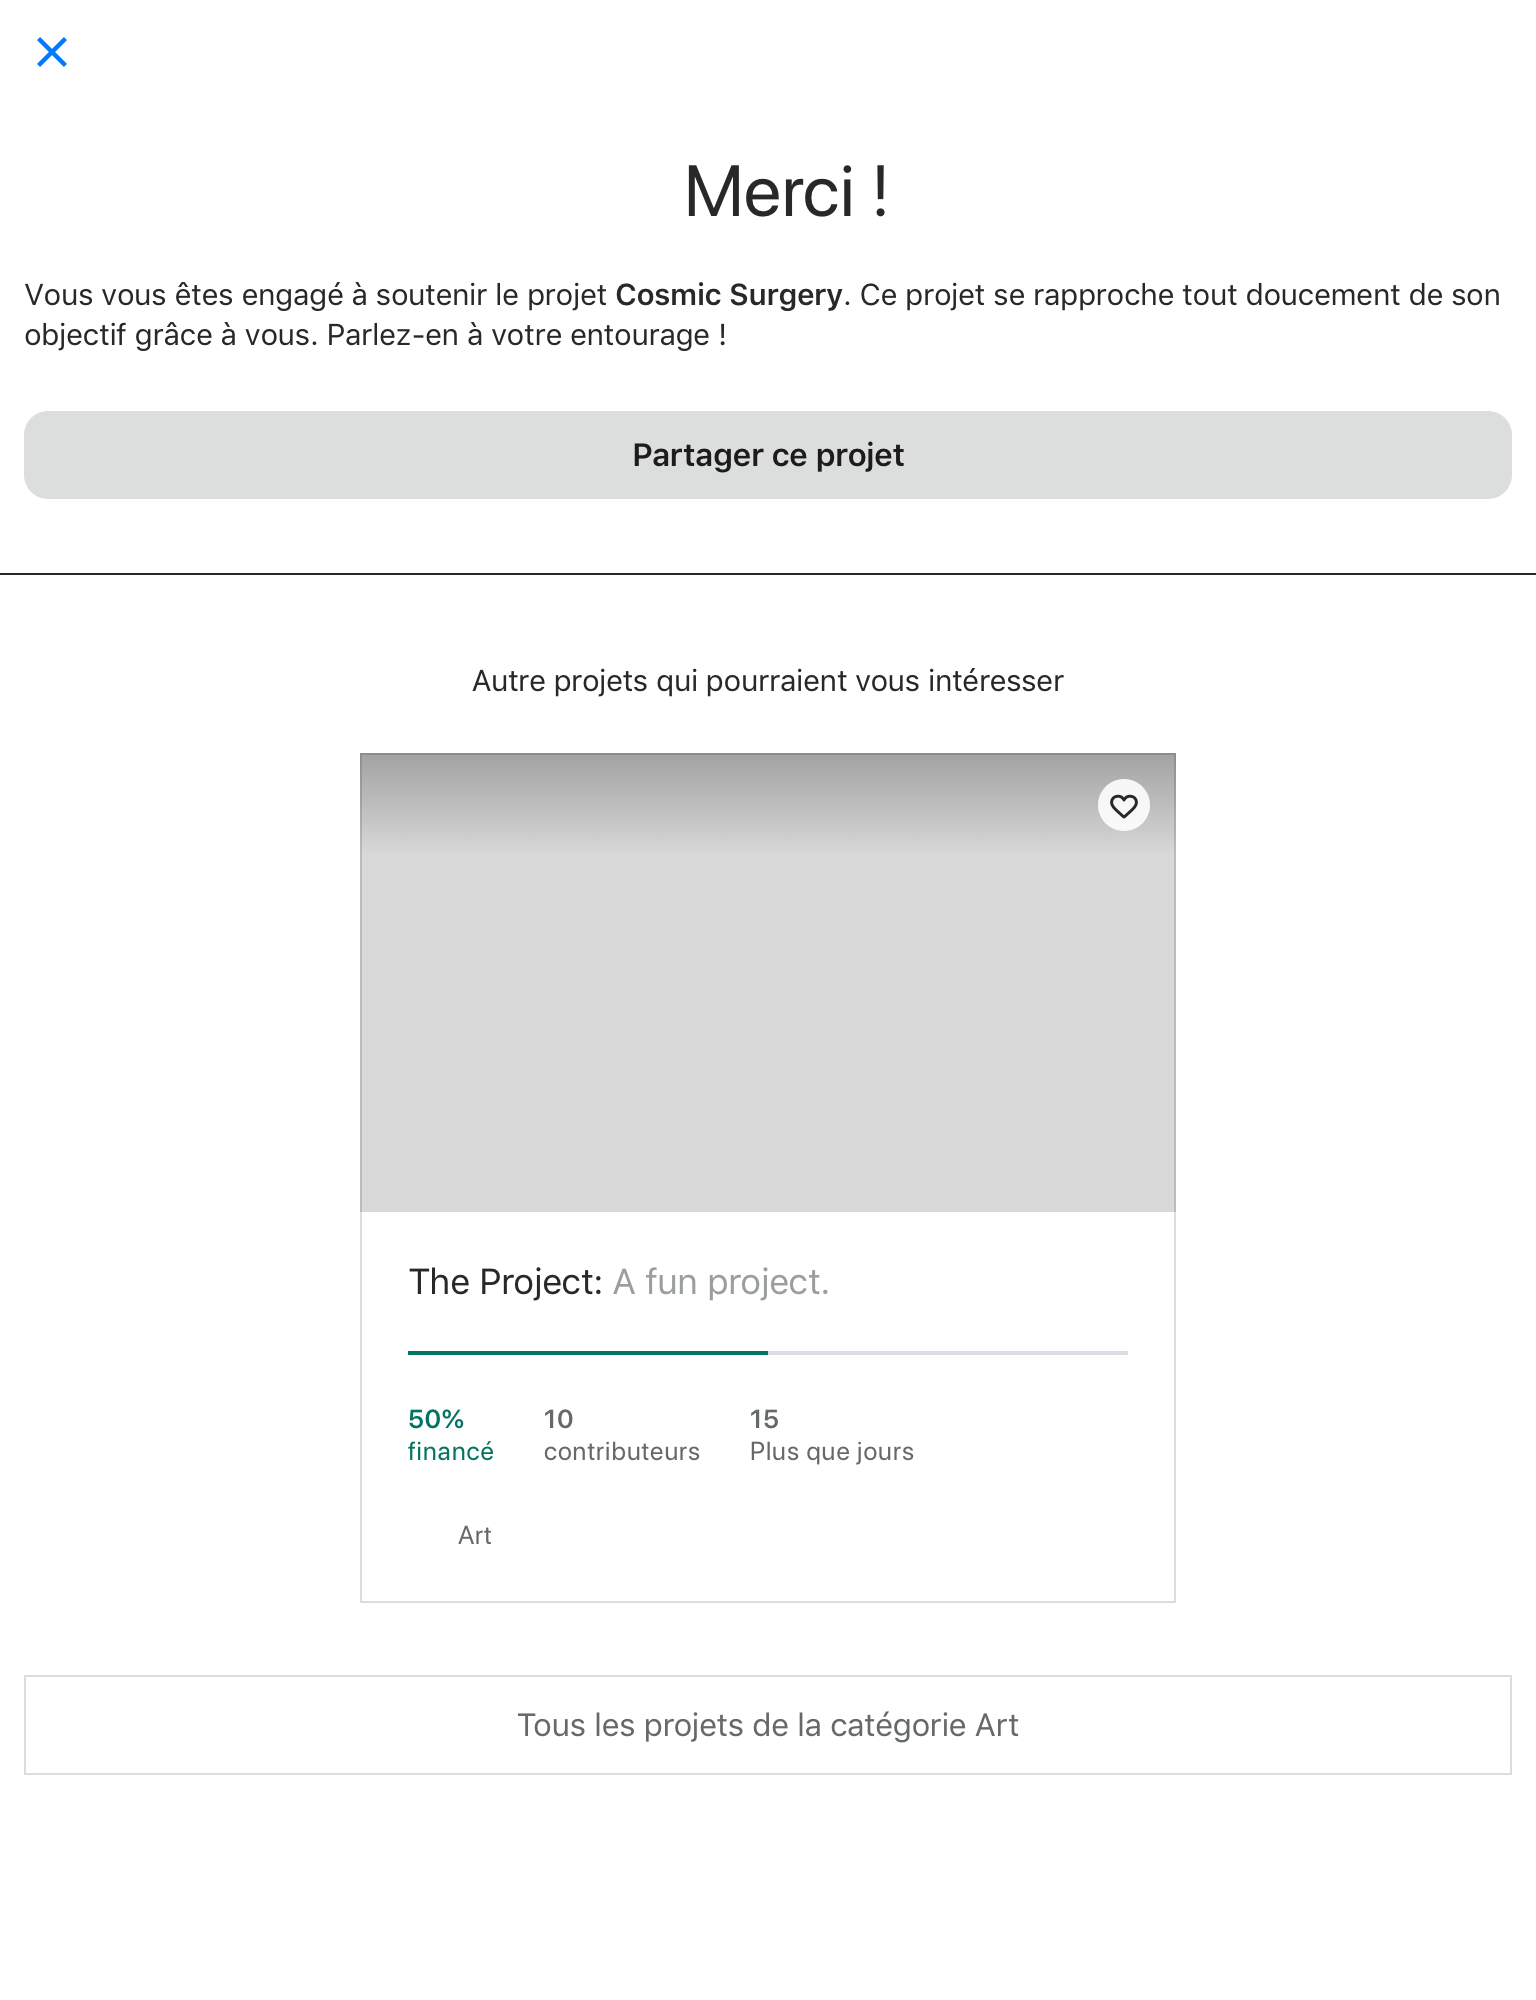 Merci !
Vous vous êtes engagé à soutenir le projet Cosmic Surgery. Ce projet se rapproche tout doucement de son
objectif grâce à vous. Parlez-en à votre entourage !
Partager ce projet
Autre projets qui pourraient vous intéresser
The Project: A fun project.
50% 10 15
financé contributeurs Plus que jours
Art
Tous les projets de la catégorie Art